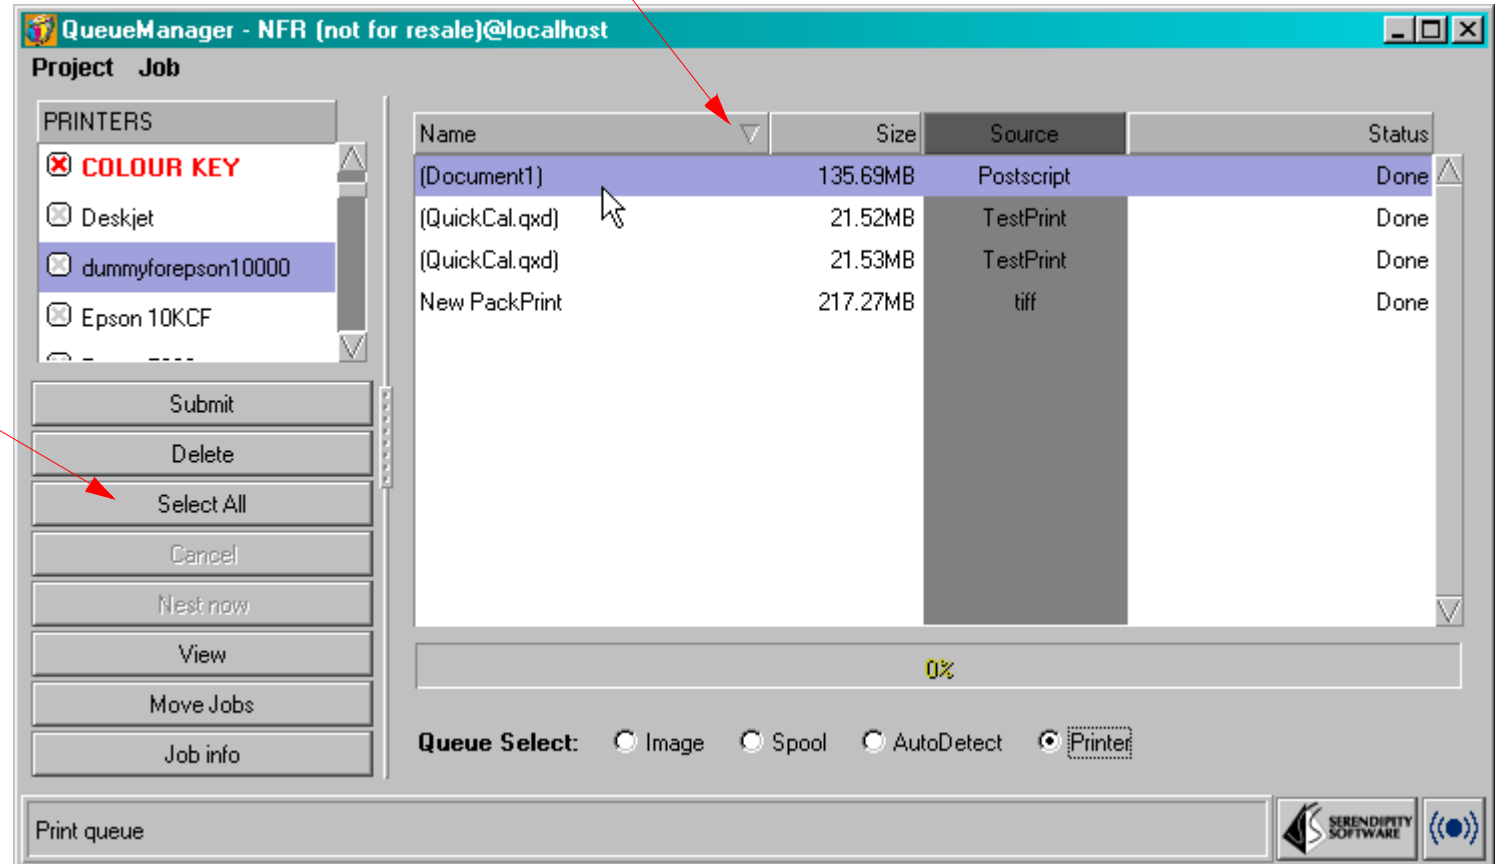 QueueManager - NFR (not for resale)@localhost
Project Job
PRINTERS
COLOUR KEY
Deskjet
dummyforepson10000
Epson 10KCF
Submit
Delete
Select All
Cancel
Nest now
View
Move Jobs
Job info
Name Size Source Status
(Document1) 135.69MB Postscript Done
(QuickCal.qxd) 21.52MB TestPrint Done
(QuickCal.qxd) 21.53MB TestPrint Done
New PackPrint 217.27MB tiff Done
0%
Queue Select: Image Spool AutoDetect Printer
Print queue
SERENDIPITY
SOFTWARE